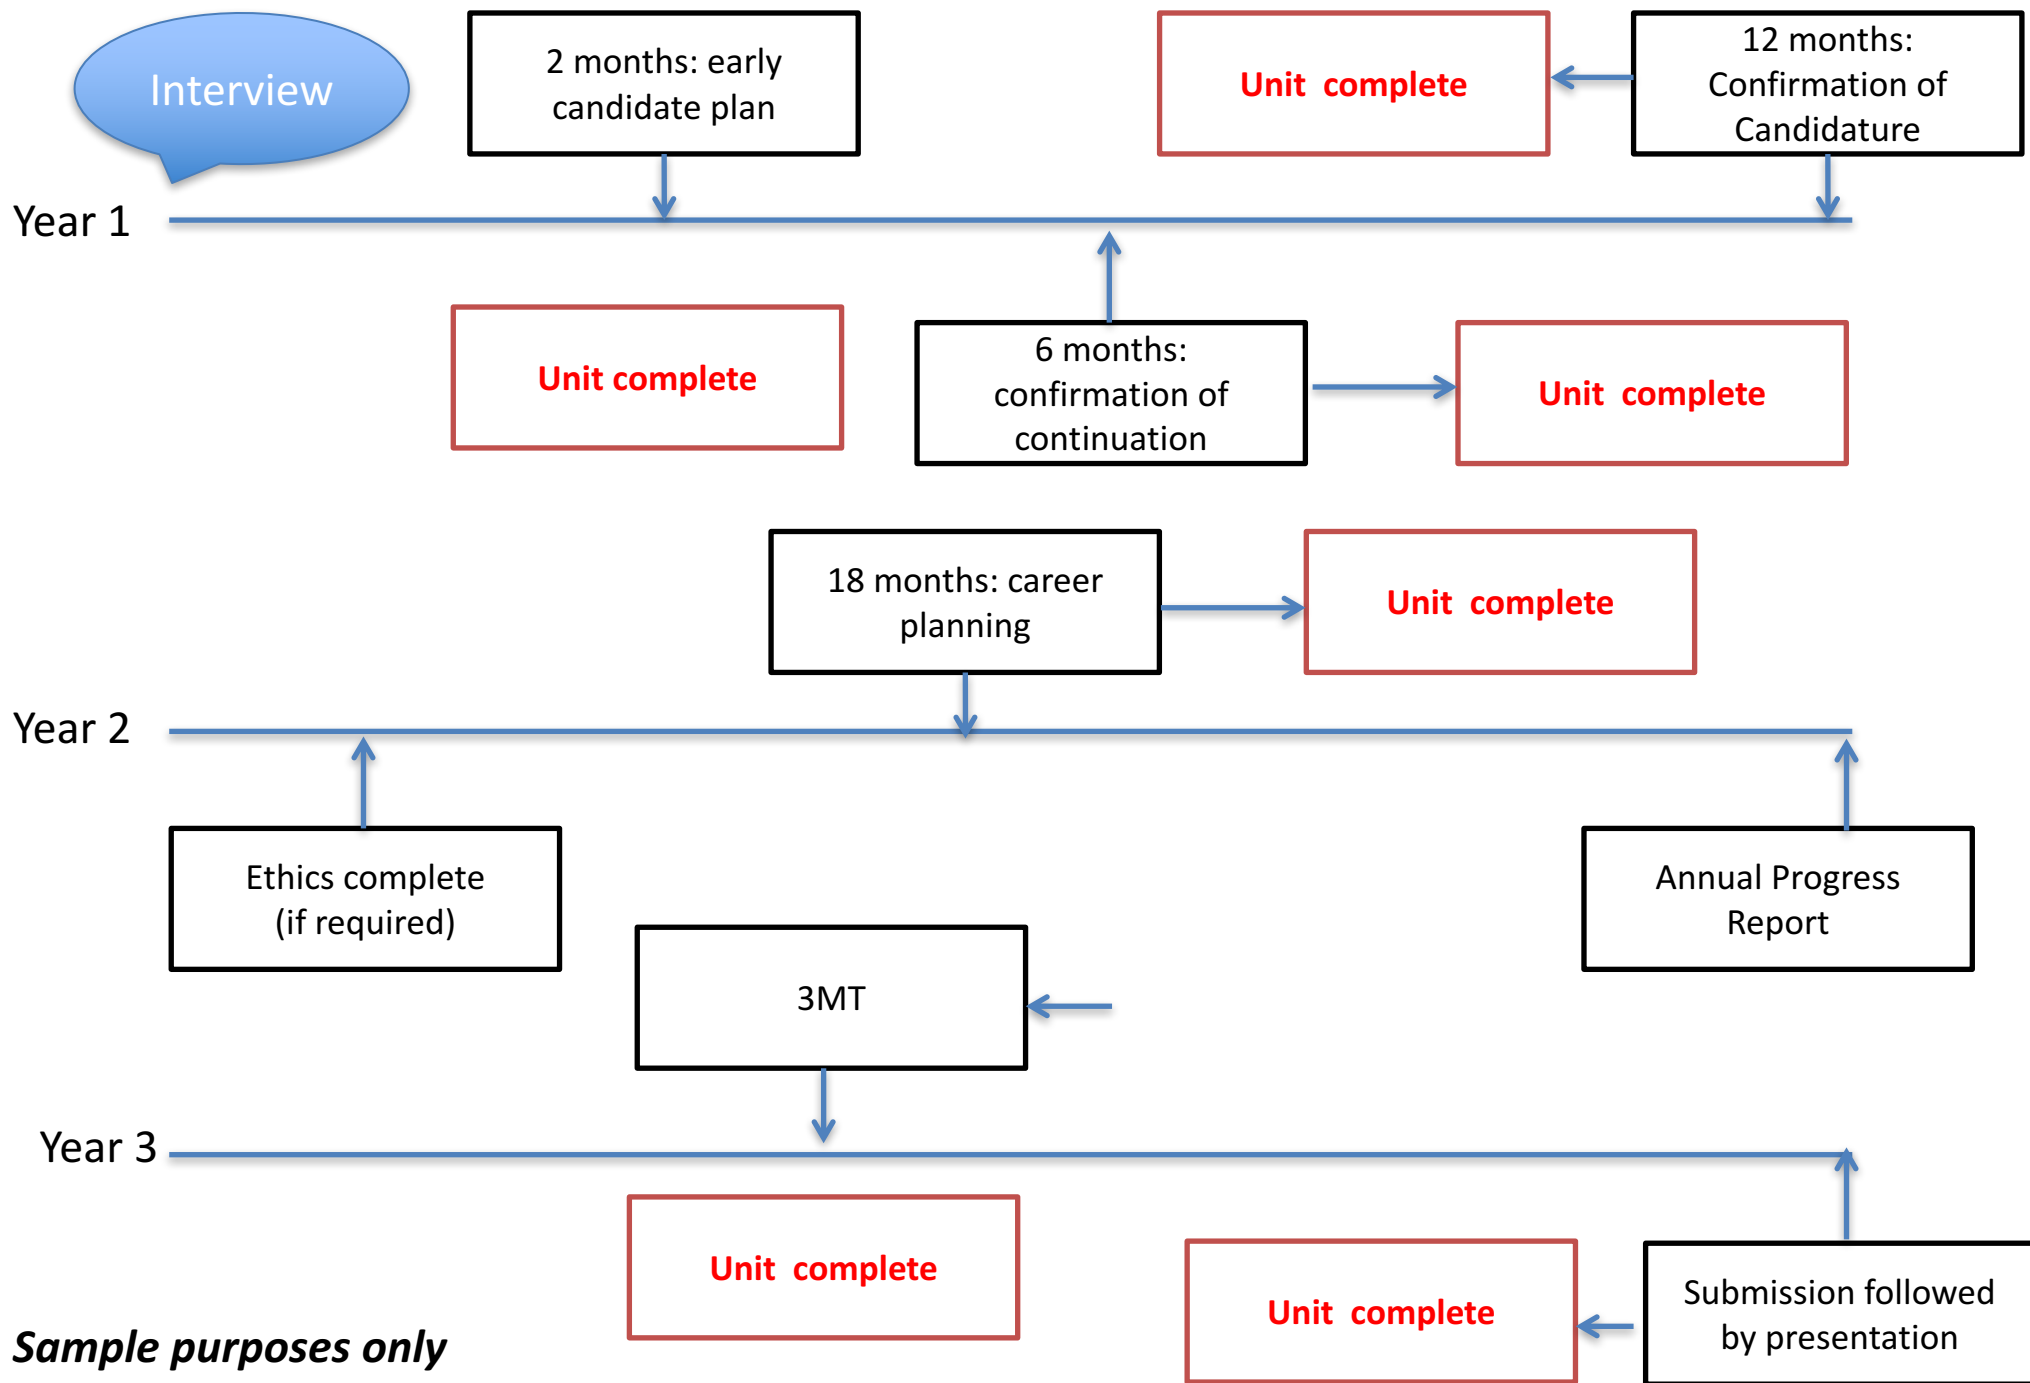 Interview
2 months: early
candidate plan
Unit complete
12 months:
Confirmation of
Candidature
Year 1
Unit complete
6 months:
confirmation of
continuation
Unit complete
18 months: career
planning
Unit complete
Year 2
Ethics complete
(if required)
Annual Progress
Report
3MT
Year 3
Unit complete
Unit complete
Submission followed
by presentation
Sample purposes only